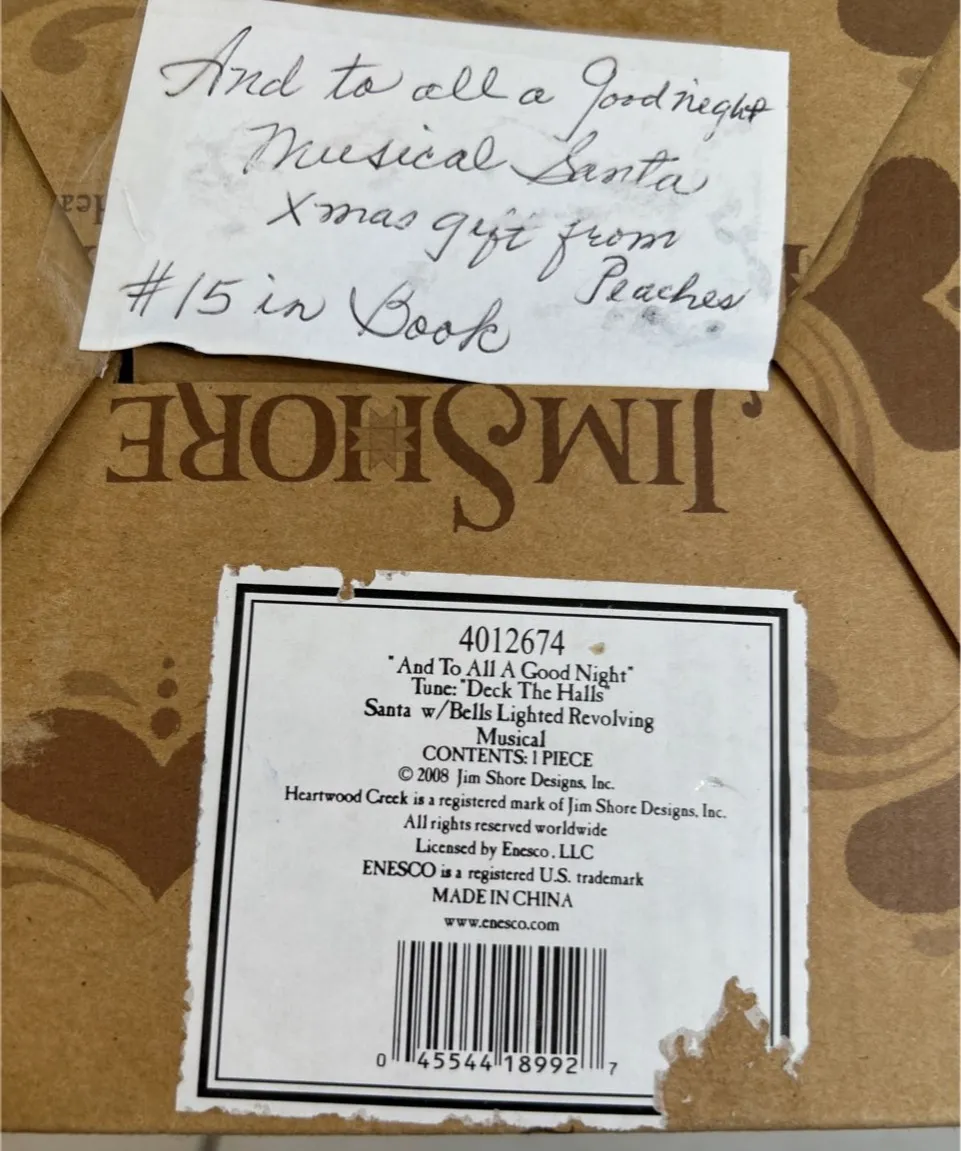 And to all a Goodnight
Musical Santa
Xmas gift from
Peaches
#15 in Book
JIM SHORE
4012674
"And To All A Good Night"
Tune: "Deck The Halls"
Santa w/Bells Lighted Revolving
Musical
CONTENTS: 1 PIECE
© 2008 Jim Shore Designs, Inc.
Heartwood Creek is a registered mark of Jim Shore Designs, Inc.
All rights reserved worldwide
Licensed by Enesco, LLC
ENESCO is a registered U.S. trademark
MADE IN CHINA
www.enesco.com
0 45544 18992 7